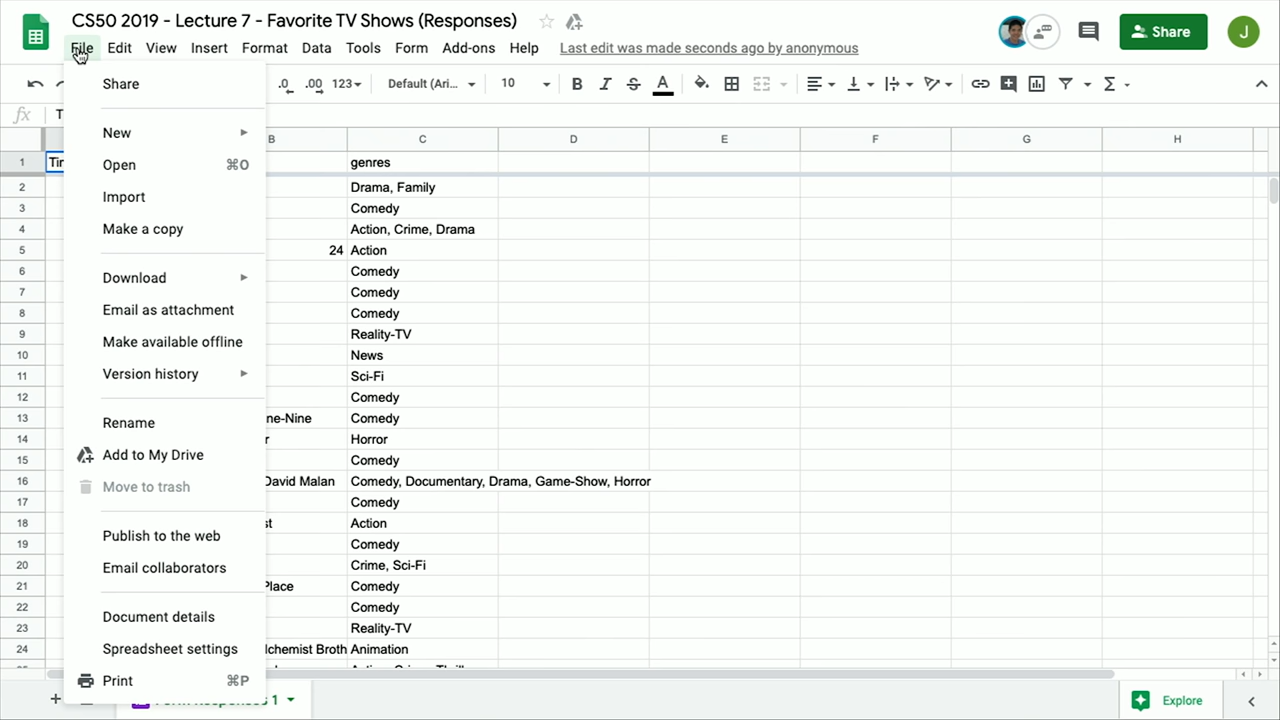 CS50 2019 - Lecture 7 - Favorite TV Shows (Responses)
File Edit View Insert Format Data Tools Form Add-ons Help Last edit was made seconds ago by anonymous
Share
J
.0 .00 123 Default (Ari... 10 B I S A
fx
Share
New
Open ⌘O
Import
Make a copy
Download
Email as attachment
Make available offline
Version history
Rename
Add to My Drive
Move to trash
Publish to the web
Email collaborators
Document details
Spreadsheet settings
Print ⌘P
B C D E F G H
1 genres
2 Drama, Family
3 Comedy
4 Action, Crime, Drama
5 24 Action
6 Comedy
7 Comedy
8 Comedy
9 Reality-TV
10 News
11 Sci-Fi
12 Comedy
13 ne-Nine Comedy
14 Horror
15 Comedy
16 David Malan Comedy, Documentary, Drama, Game-Show, Horror
17 Comedy
18 Action
19 Comedy
20 Crime, Sci-Fi
21 Place Comedy
22 Comedy
23 Reality-TV
24 lchemist Broth Animation
Explore